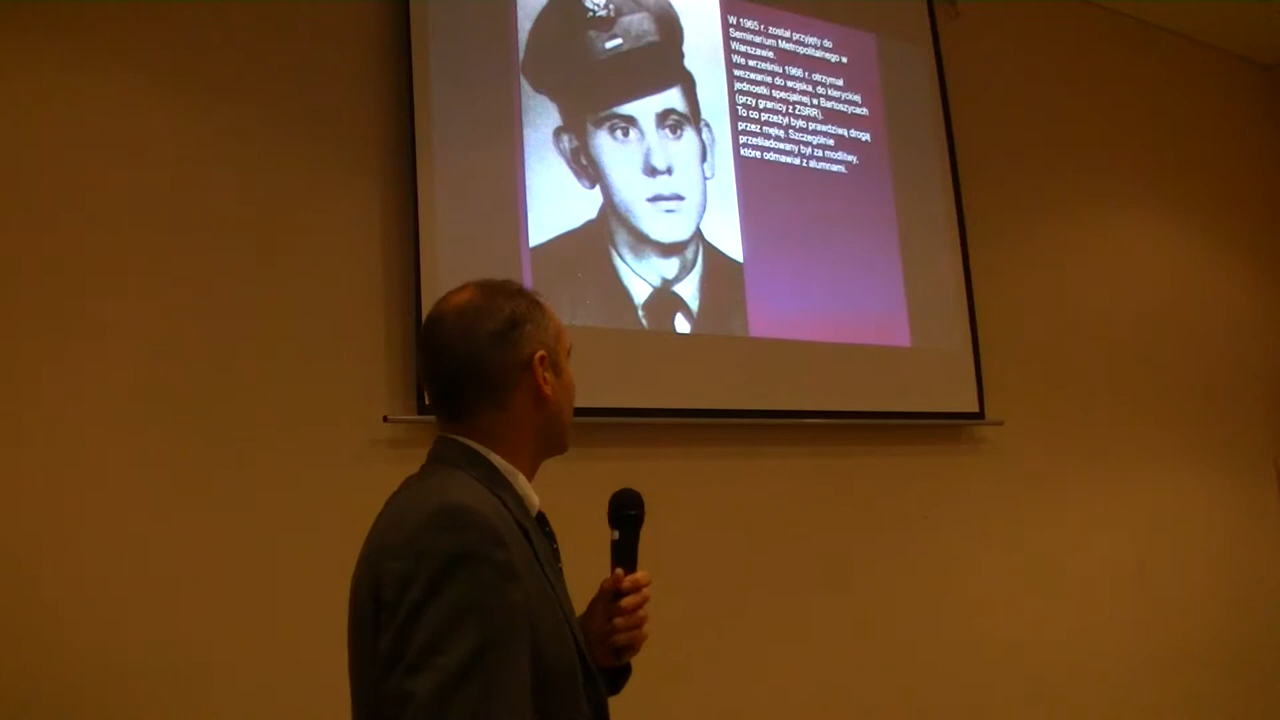 W 1965 r. został przyjęty do
Seminarium Metropolitalnego w
Warszawie.
We wrześniu 1966 r. otrzymał
wezwanie do wojska, do kleryckiej
jednostki specjalnej w Bartoszycach
(przy granicy z ZSRR).
To co przeżył było prawdziwą drogą
przez mękę. Szczególnie
prześladowany był za modlitwy,
które odmawiał z alumnami.